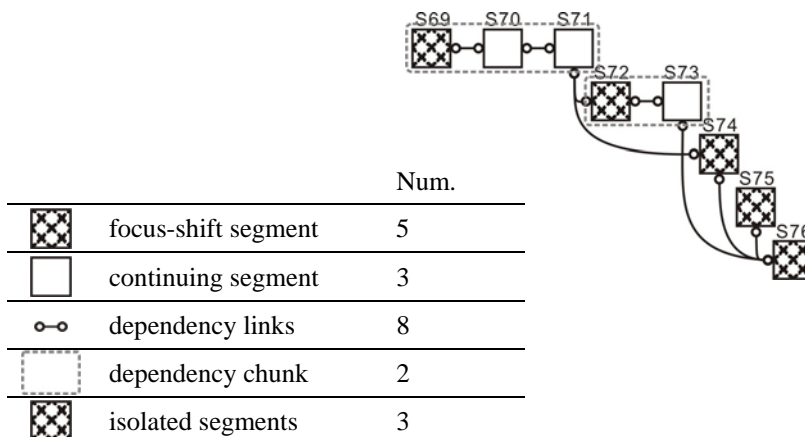 S69 S70 S71
S72 S73
S74
S75
S76
Num.
focus-shift segment 5
continuing segment 3
dependency links 8
dependency chunk 2
isolated segments 3